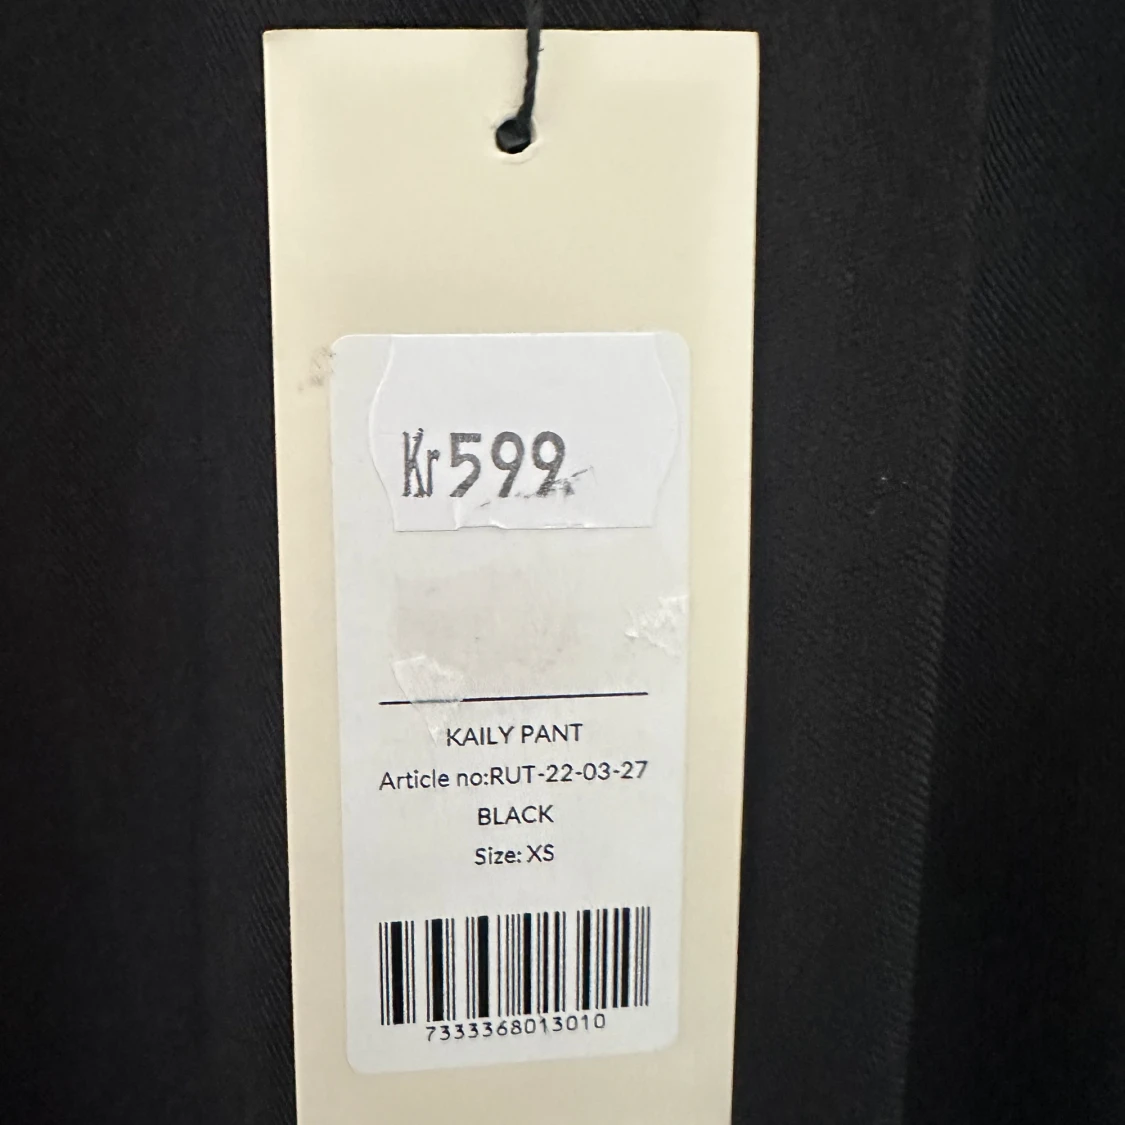 Kr 599
KAILY PANT
Article no:RUT-22-03-27
BLACK
Size: XS
7333368013010